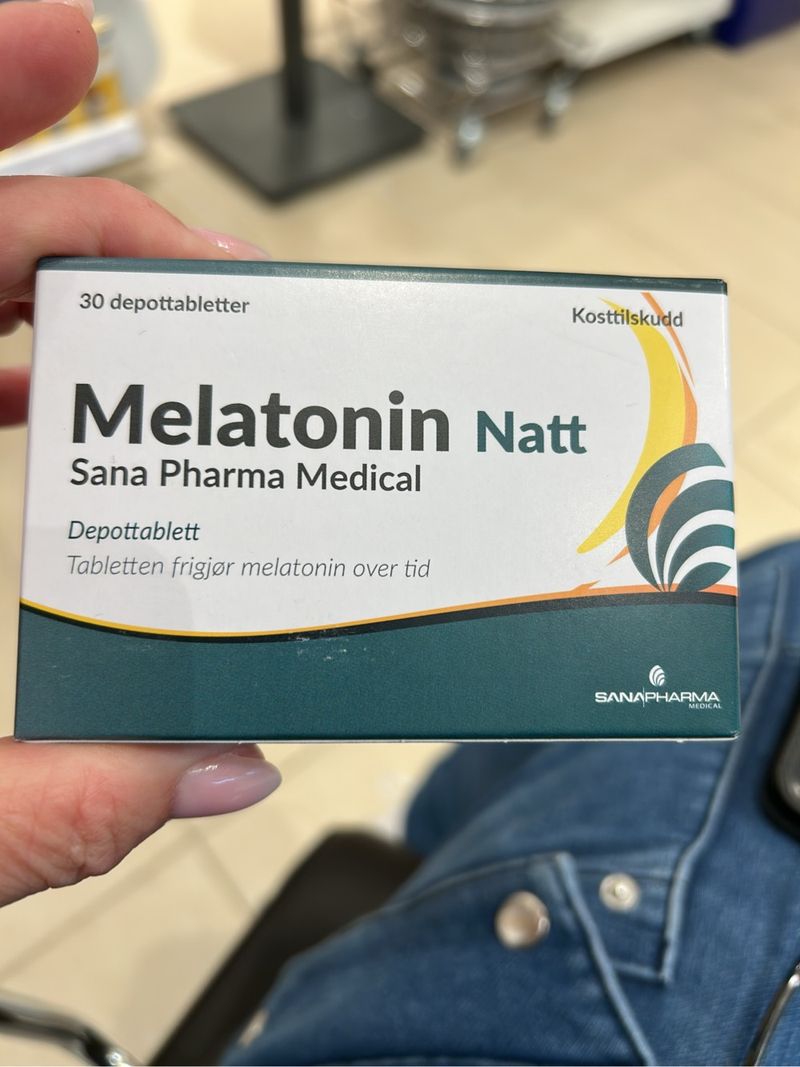 30 depottabletter
Kosttilskudd
Melatonin Natt
Sana Pharma Medical
Depottablett
Tabletten frigjør melatonin over tid
SANAPHARMA
MEDICAL